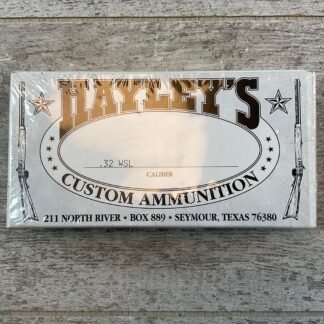 HAYLEY'S
.32 WSL
CALIBER
CUSTOM AMMUNITION
211 NORTH RIVER • BOX 889 • SEYMOUR, TEXAS 76380